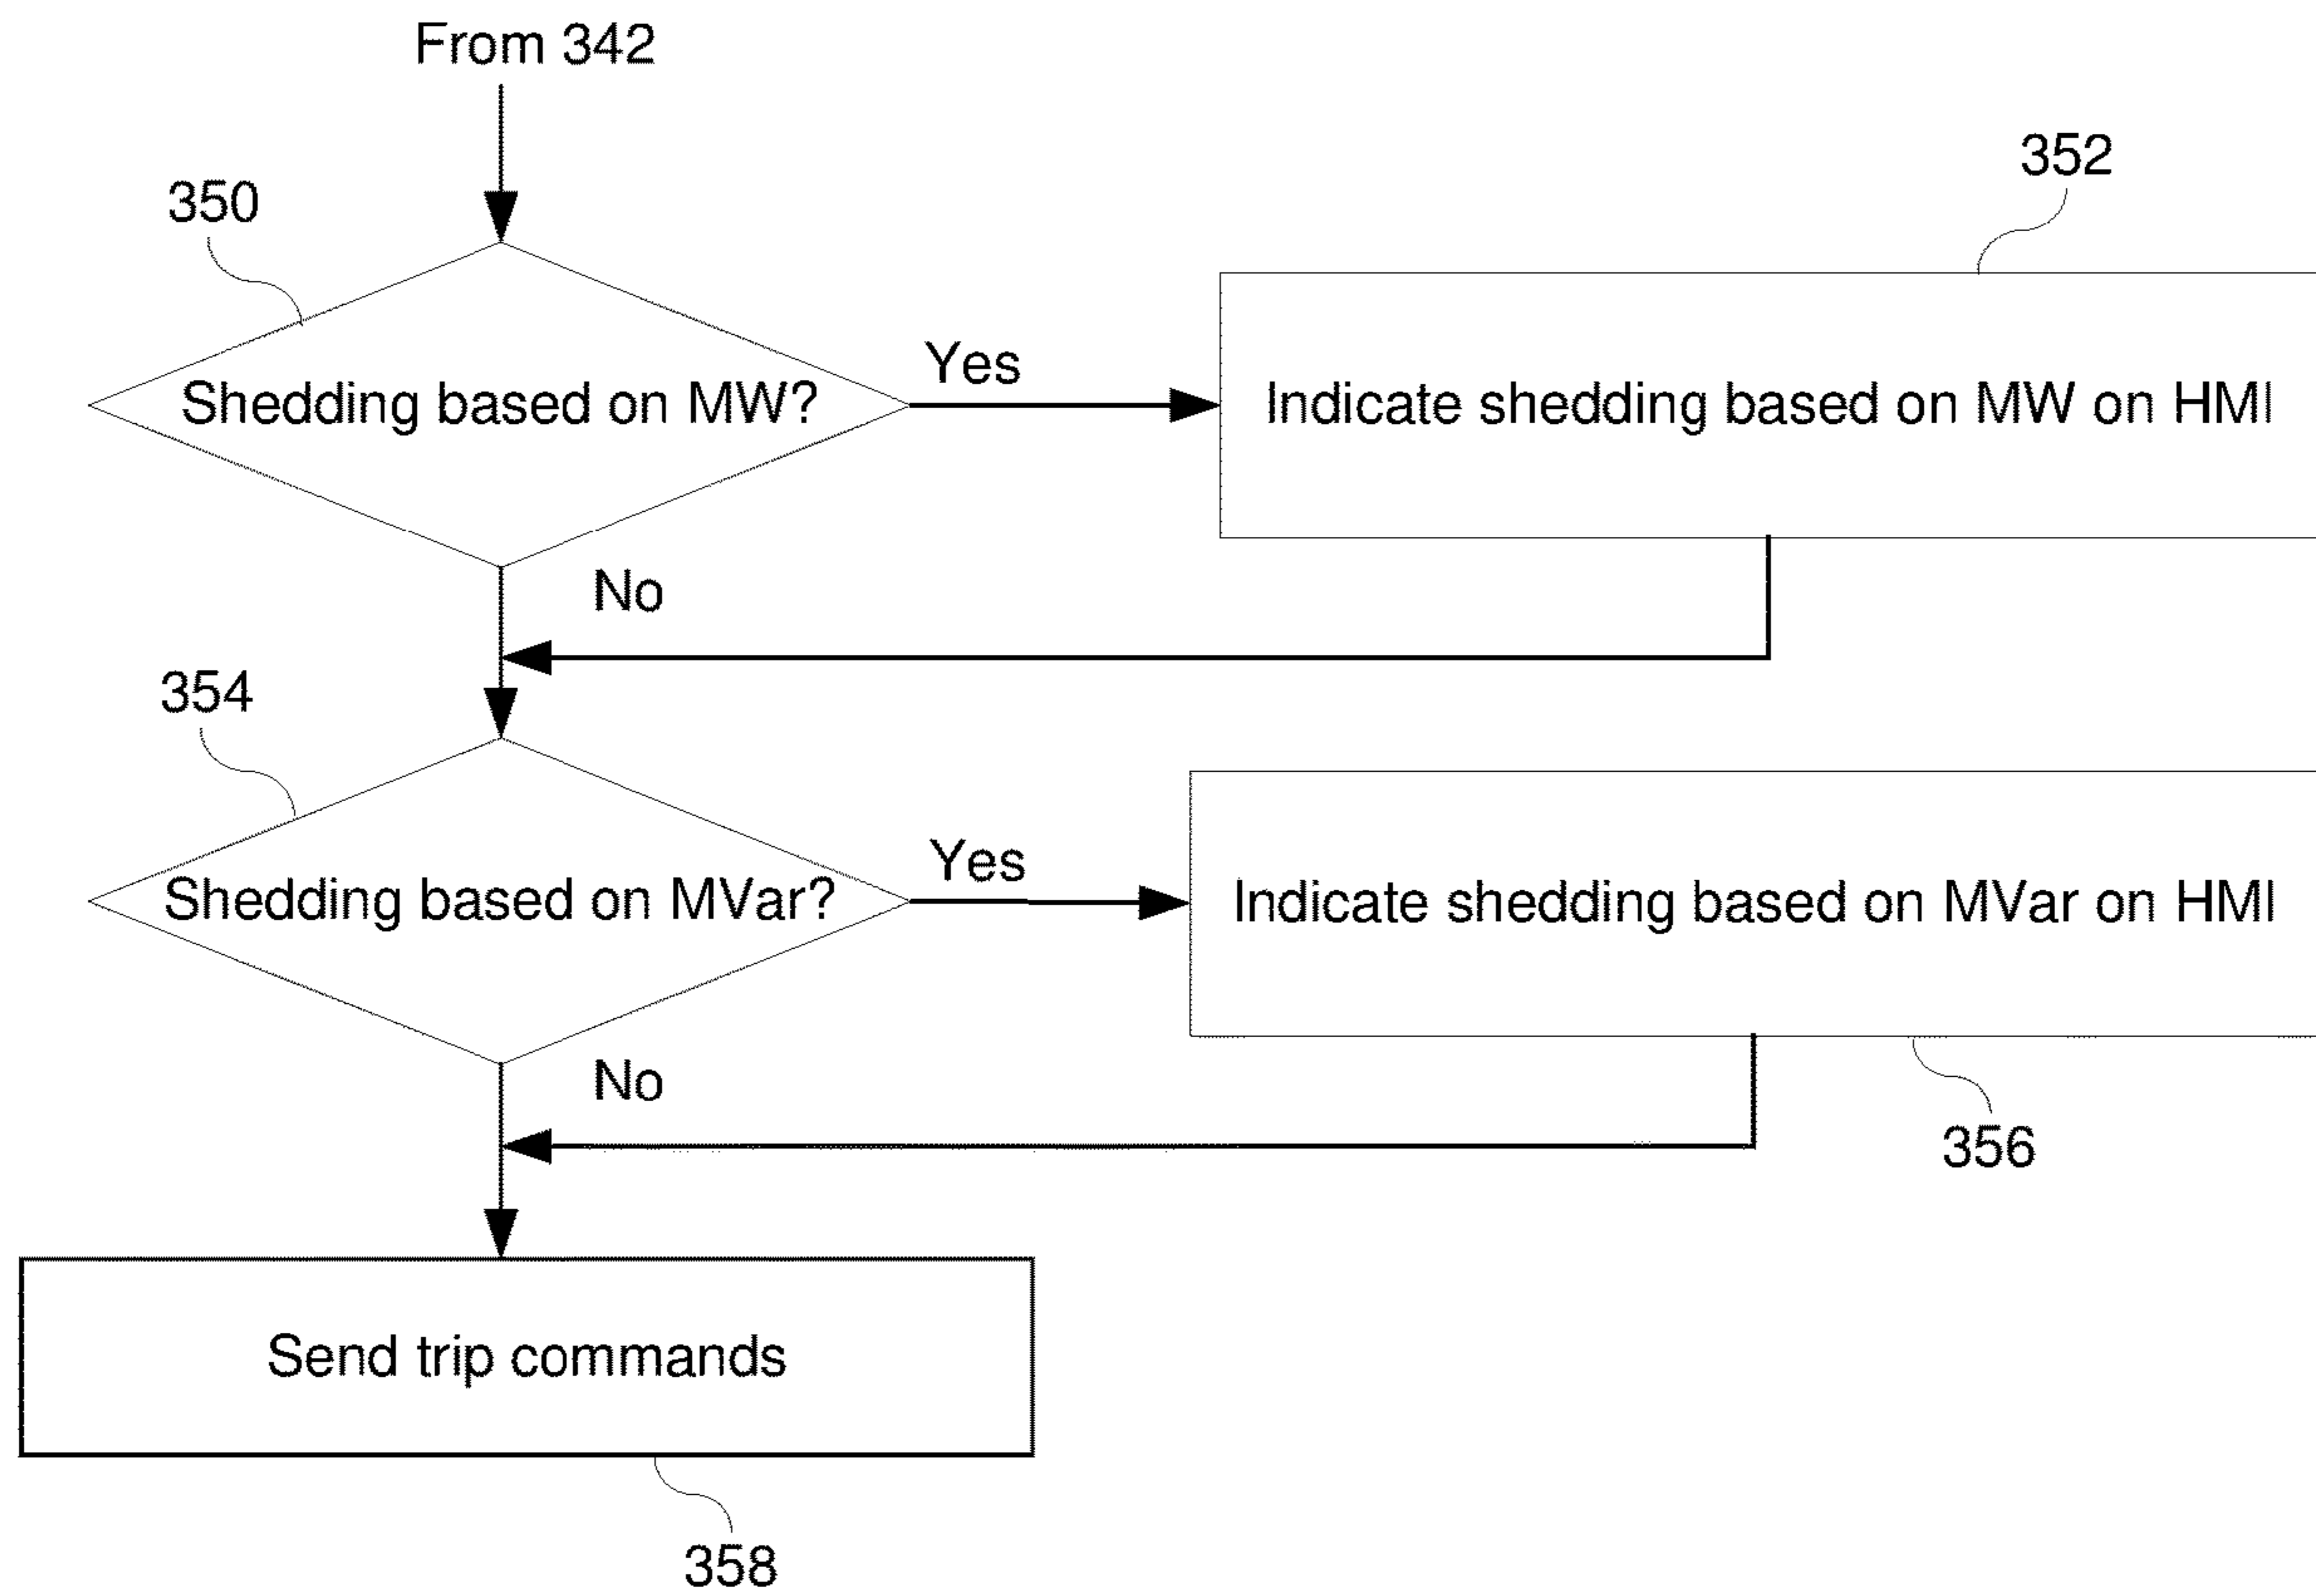 From 342
352
350
Yes
Shedding based on MW?
Indicate shedding based on MW on HMI
No
354
Yes
Shedding based on MVar?
Indicate shedding based on MVar on HMI
No
356
Send trip commands
358